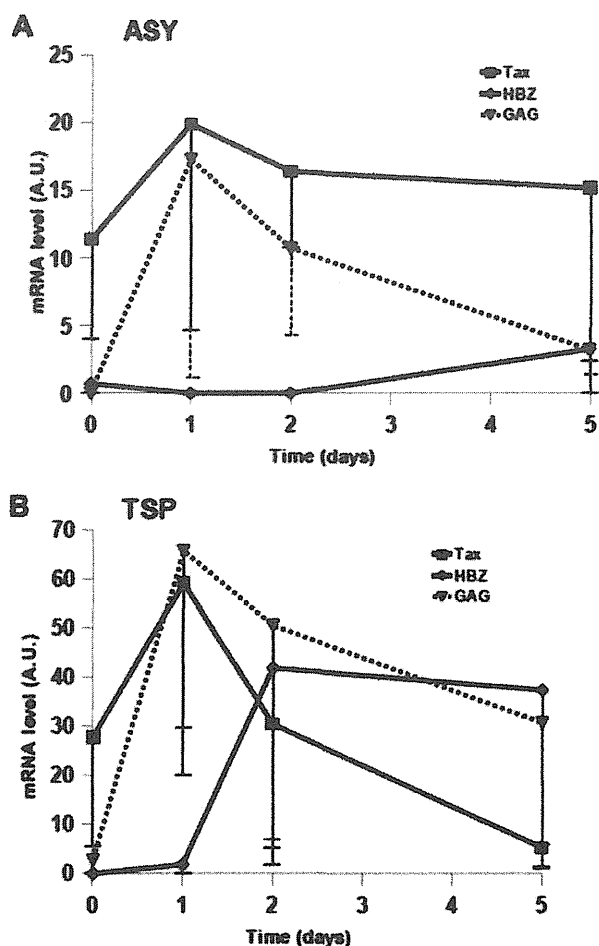 A ASY
25
20
15
10
5
0
mRNA level (A.U.)
Tax
HBZ
GAG
0 1 2 3 4 5
Time (days)
B TSP
70
60
50
40
30
20
10
0
mRNA level (A.U.)
Tax
HBZ
GAG
0 1 2 3 4 5
Time (days)